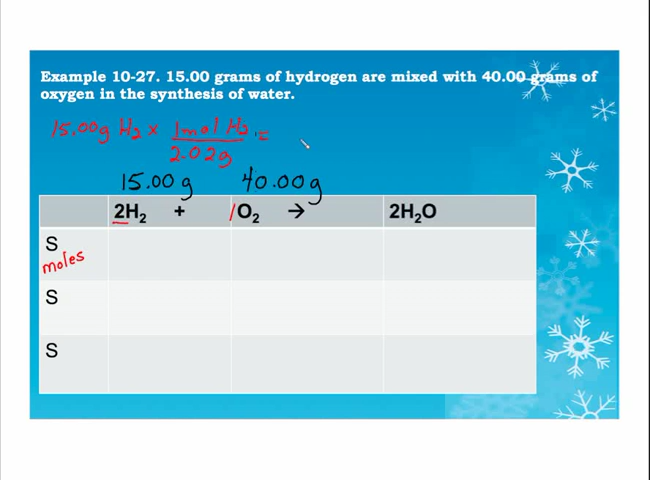 Example 10-27. 15.00 grams of hydrogen are mixed with 40.00 grams of
oxygen in the synthesis of water.
15.00g H₂ × 1mol H₂ =
2.02g
15.00g 40.00g
2H₂ + 1O₂ → 2H₂O
S
moles
S
S